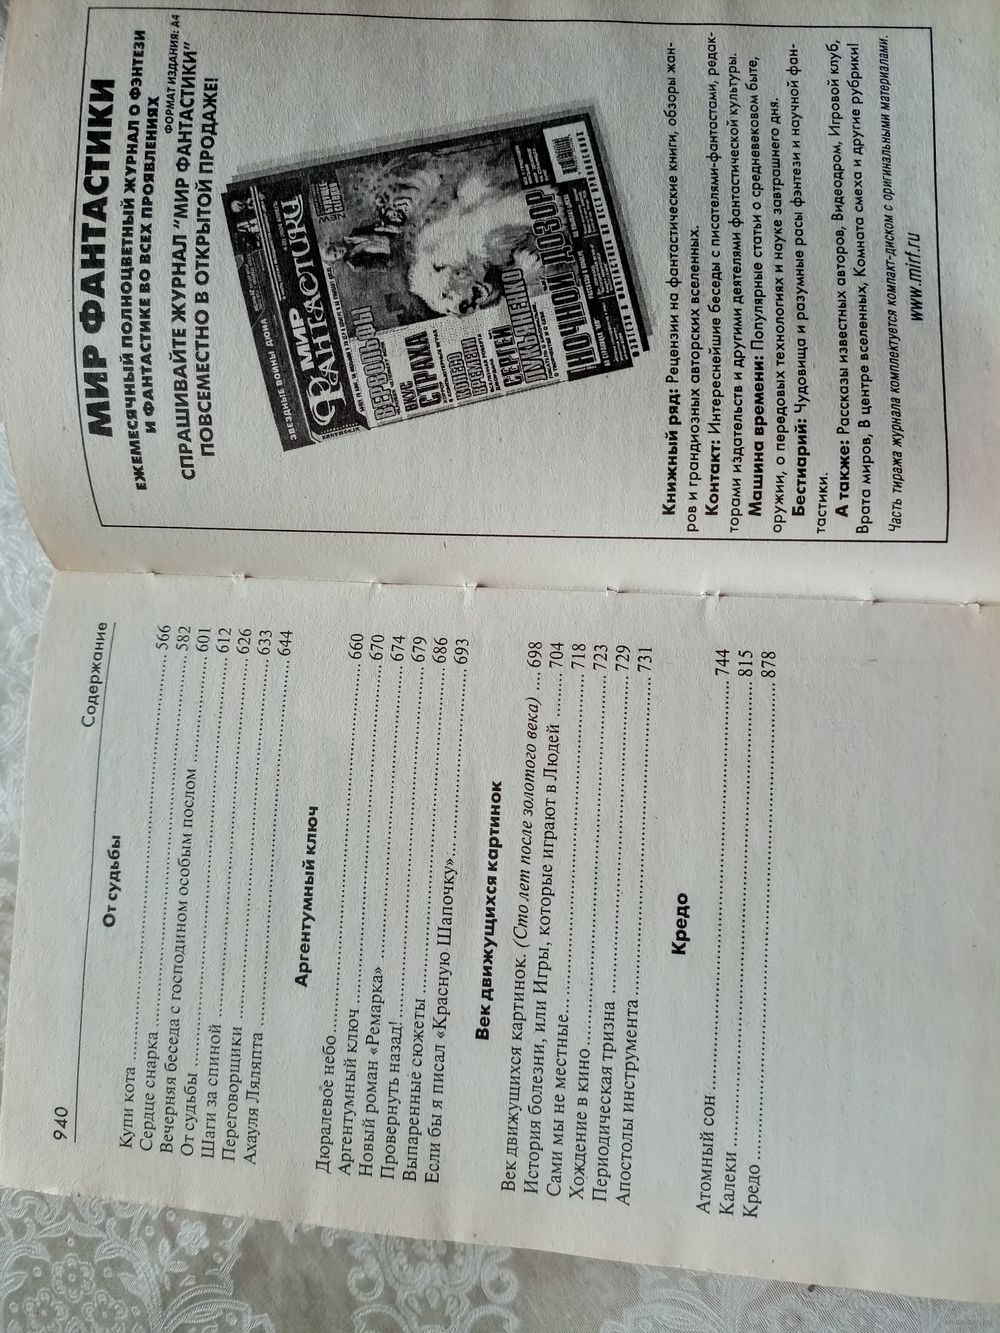 940 Содержание
От судьбы
Купи кота ........ 566
Сердце снарка ........ 582
Вечерняя беседа с господином особым послом ........ 601
От судьбы ........ 612
Шаги за спиной ........ 626
Переговорщики ........ 633
Ахауля Ляляпта ........ 644
Аргентумный ключ
Дюралевое небо ........ 660
Аргентумный ключ ........ 670
Новый роман «Ремарка» ........ 674
Провернуть назад! ........ 679
Выпаренные сюжеты ........ 686
Если бы я писал «Красную Шапочку» ........ 693
Век движущихся картинок
Век движущихся картинок. (Сто лет после золотого века) .... 698
История болезни, или Игры, которые играют в Людей ........ 704
Сами мы не местные ........ 718
Хождение в кино ........ 723
Периодическая тризна ........ 729
Апостолы инструмента ........ 731
Кредо
Атомный сон ........ 744
Калеки ........ 815
Кредо ........ 878
МИР ФАНТАСТИКИ
ЕЖЕМЕСЯЧНЫЙ ПОЛНОЦВЕТНЫЙ ЖУРНАЛ О ФЭНТЕЗИ
И ФАНТАСТИКЕ ВО ВСЕХ ПРОЯВЛЕНИЯХ
ФОРМАТ ИЗДАНИЯ: А4
СПРАШИВАЙТЕ ЖУРНАЛ "МИР ФАНТАСТИКИ"
ПОВСЕМЕСТНО В ОТКРЫТОЙ ПРОДАЖЕ!
ЗВЕЗДНЫЕ ВОЙНЫ ДЮНА
МИР
ФАНТАСТИКИ
ВЕРВОЛЬФЫ
ВКУС
СТРАХА
КОЛЕСО
ВРЕМЕНИ
СЕРГЕЙ
ЛУКЬЯНЕНКО
НОЧНОЙ ДОЗОР
Книжный ряд: Рецензии на фантастические книги, обзоры жан-
ров и грандиозных авторских вселенных.
Контакт: Интереснейшие беседы с писателями-фантастами, редак-
торами издательств и другими деятелями фантастической культуры.
Машина времени: Популярные статьи о средневековом быте,
оружии, о передовых технологиях и науке завтрашнего дня.
Бестиарий: Чудовища и разумные расы фэнтези и научной фан-
тастики.
А также: Рассказы известных авторов, Видеодром, Игровой клуб,
Врата миров, В центре вселенных, Комната смеха и другие рубрики!
Часть тиража журнала комплектуется компакт-диском с оригинальными материалами.
www.mirf.ru